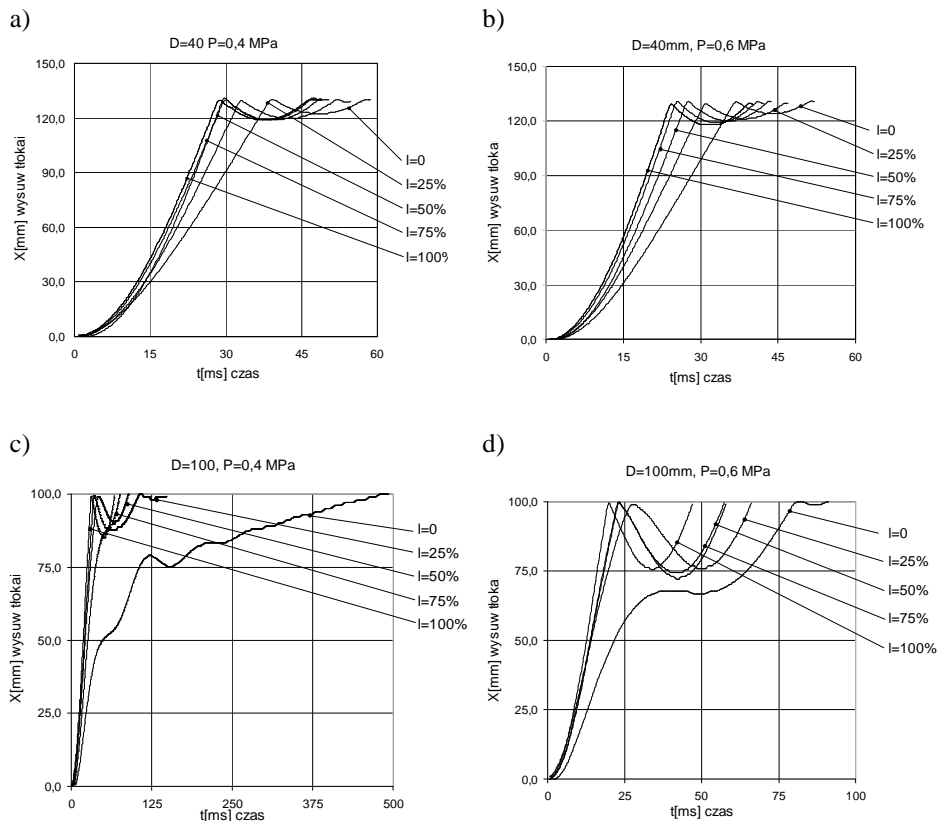 a)
D=40 P=0,4 MPa
150,0
120,0
90,0
60,0
30,0
0,0
X[mm] wysuw tłokai
0
15
30
45
60
t[ms] czas
l=0
l=25%
l=50%
l=75%
l=100%
b)
D=40mm, P=0,6 MPa
150,0
120,0
90,0
60,0
30,0
0,0
X[mm] wysuw tłoka
0
15
30
45
60
t[ms] czas
l=0
l=25%
l=50%
l=75%
l=100%
c)
D=100, P=0,4 MPa
100,0
75,0
50,0
25,0
0,0
X[mm] wysuw tłokai
0
125
250
375
500
t[ms] czas
l=0
l=25%
l=50%
l=75%
l=100%
d)
D=100mm, P=0,6 MPa
100,0
75,0
50,0
25,0
0,0
X[mm] wysuw tłoka
0
25
50
75
100
t[ms] czas
l=0
l=25%
l=50%
l=75%
l=100%